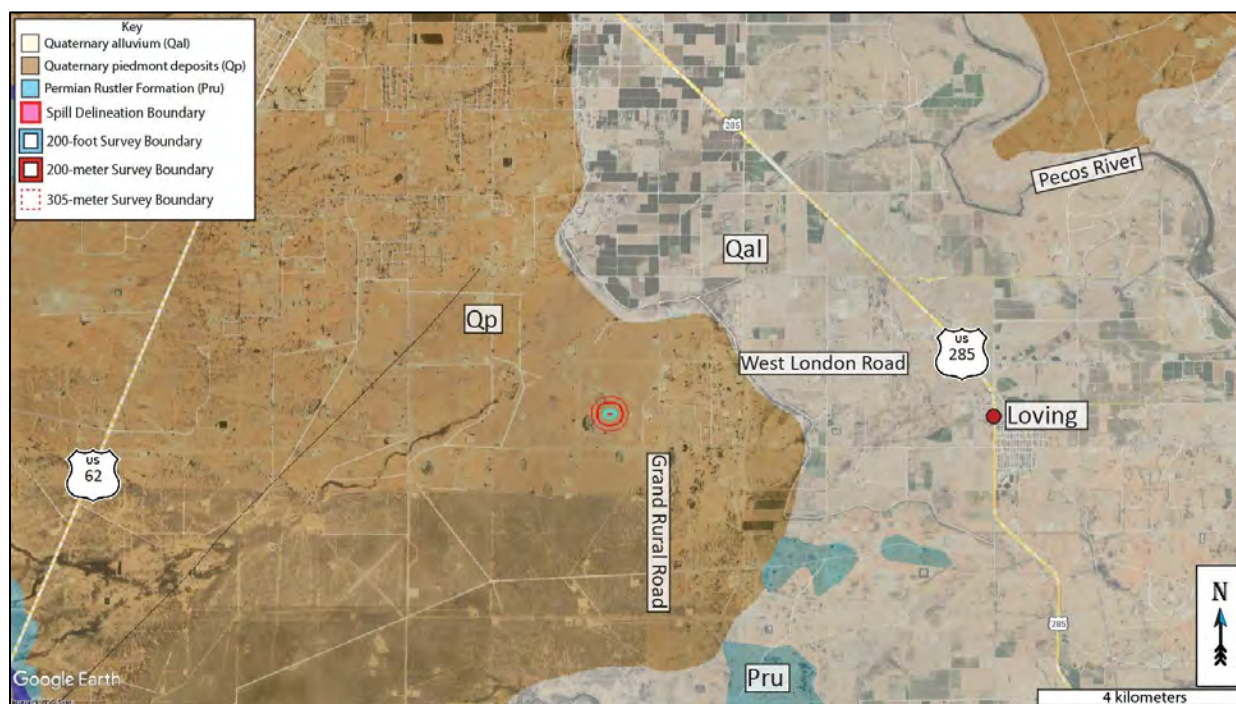 Key
Quaternary alluvium (Qal)
Quaternary piedmont deposits (Qp)
Permian Rustler Formation (Pru)
Spill Delineation Boundary
200-foot Survey Boundary
200-meter Survey Boundary
305-meter Survey Boundary
285
Pecos River
Qal
Qp
West London Road
US
285
Loving
US
62
Grand Rural Road
N
285
Pru
Google Earth
4 kilometers